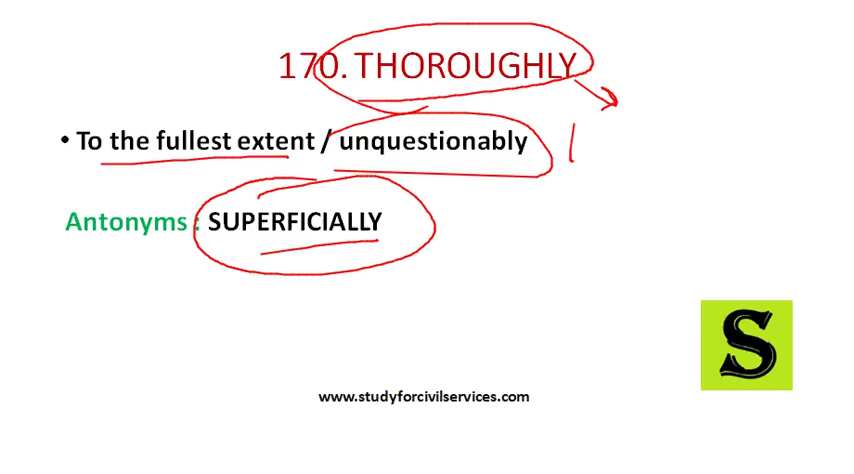 170. THOROUGHLY
• To the fullest extent / unquestionably
Antonyms : SUPERFICIALLY
S
www.studyforcivilservices.com